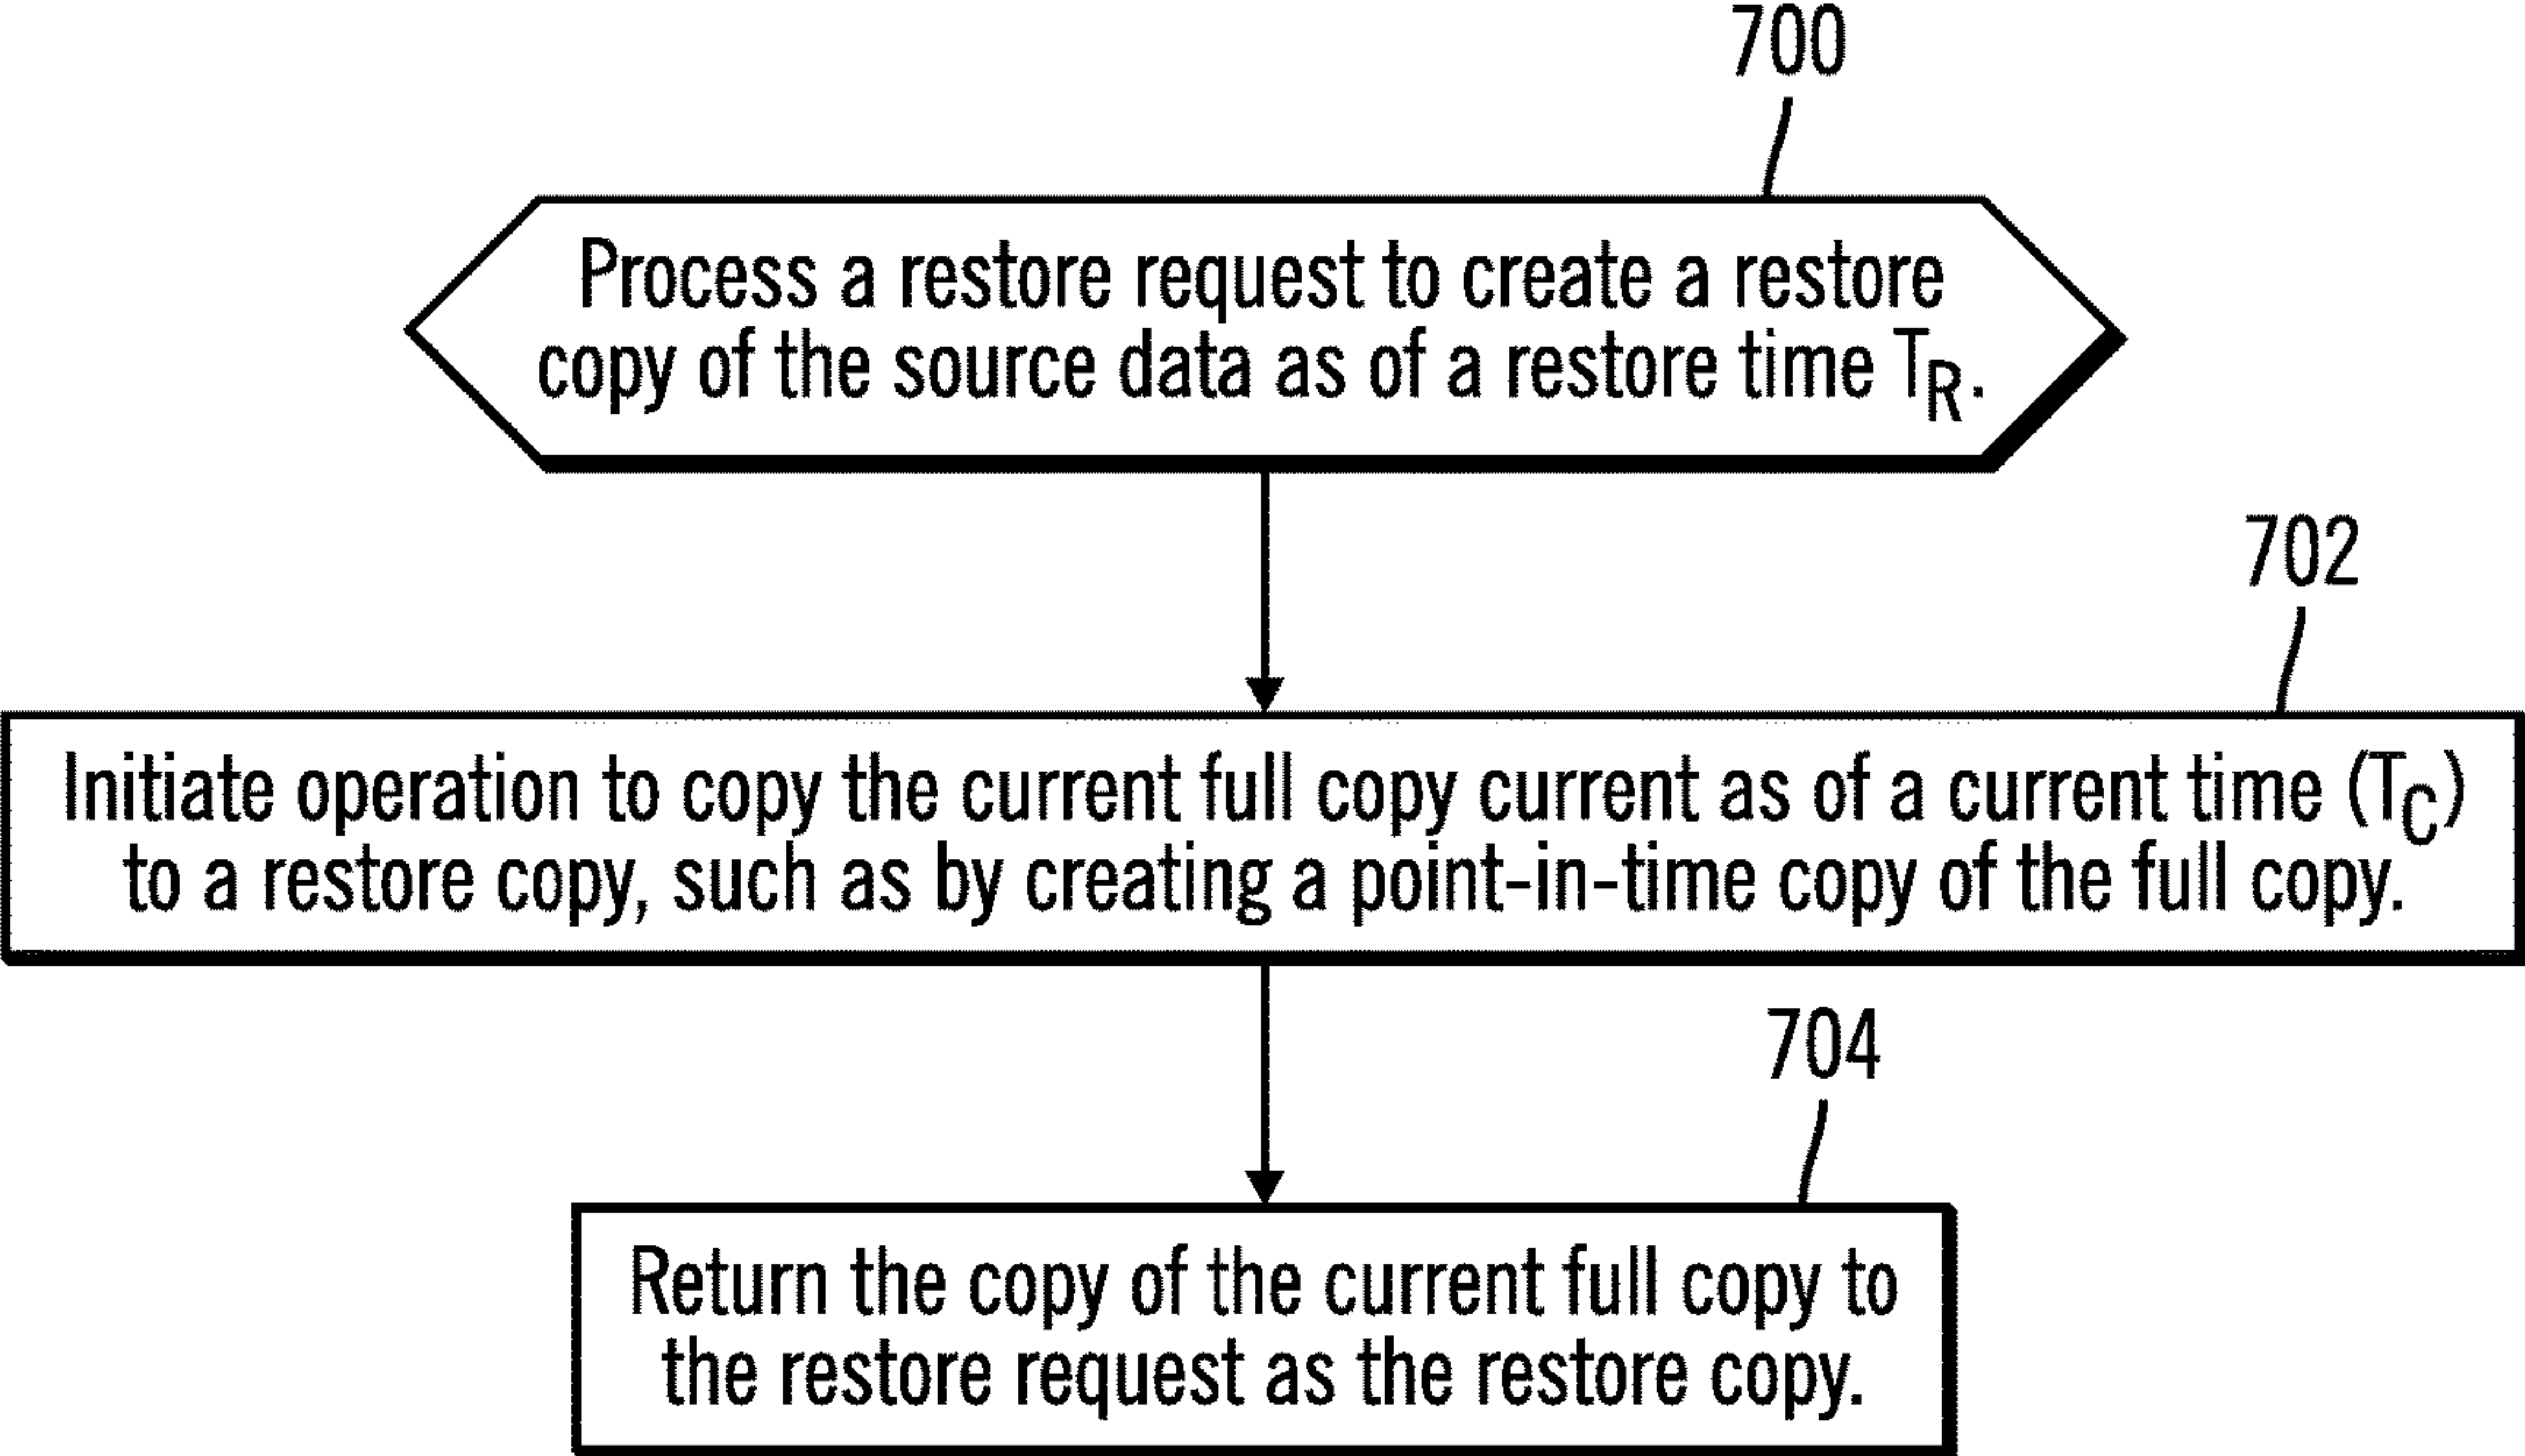 700
Process a restore request to create a restore
copy of the source data as of a restore time T_R.
702
Initiate operation to copy the current full copy current as of a current time (T_C)
to a restore copy, such as by creating a point-in-time copy of the full copy.
704
Return the copy of the current full copy to
the restore request as the restore copy.